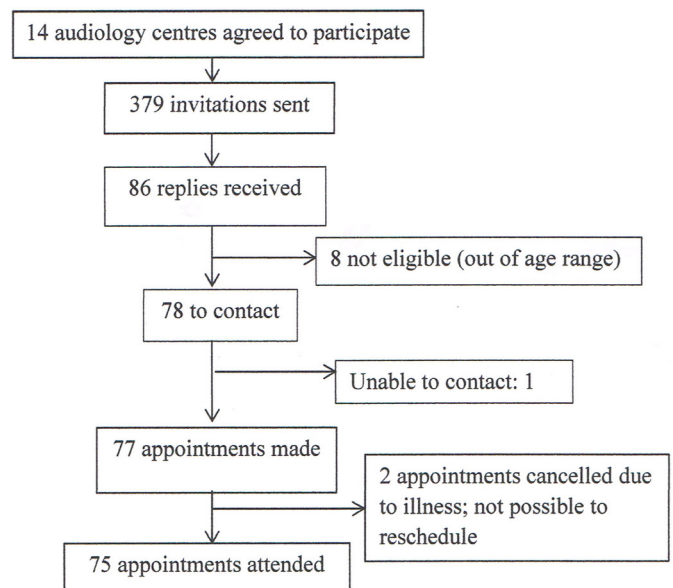 14 audiology centres agreed to participate
379 invitations sent
86 replies received
8 not eligible (out of age range)
78 to contact
Unable to contact: 1
77 appointments made
2 appointments cancelled due
to illness; not possible to
reschedule
75 appointments attended